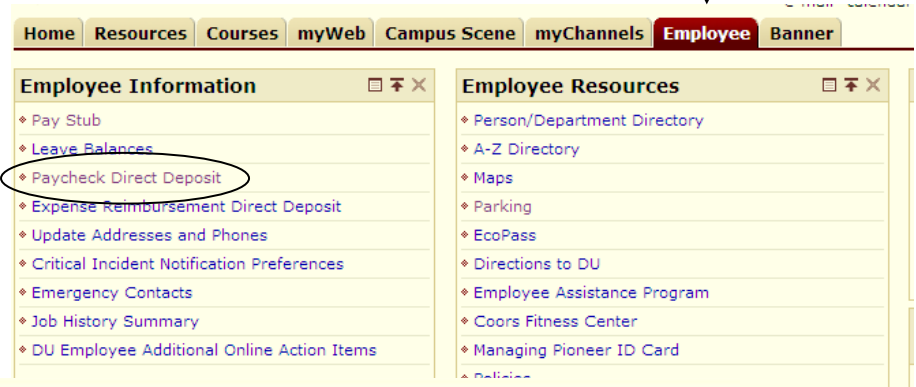 Home Resources Courses myWeb Campus Scene myChannels Employee Banner
Employee Information
Pay Stub
Leave Balances
Paycheck Direct Deposit
Expense Reimbursement Direct Deposit
Update Addresses and Phones
Critical Incident Notification Preferences
Emergency Contacts
Job History Summary
DU Employee Additional Online Action Items
Employee Resources
Person/Department Directory
A-Z Directory
Maps
Parking
EcoPass
Directions to DU
Employee Assistance Program
Coors Fitness Center
Managing Pioneer ID Card
Policies